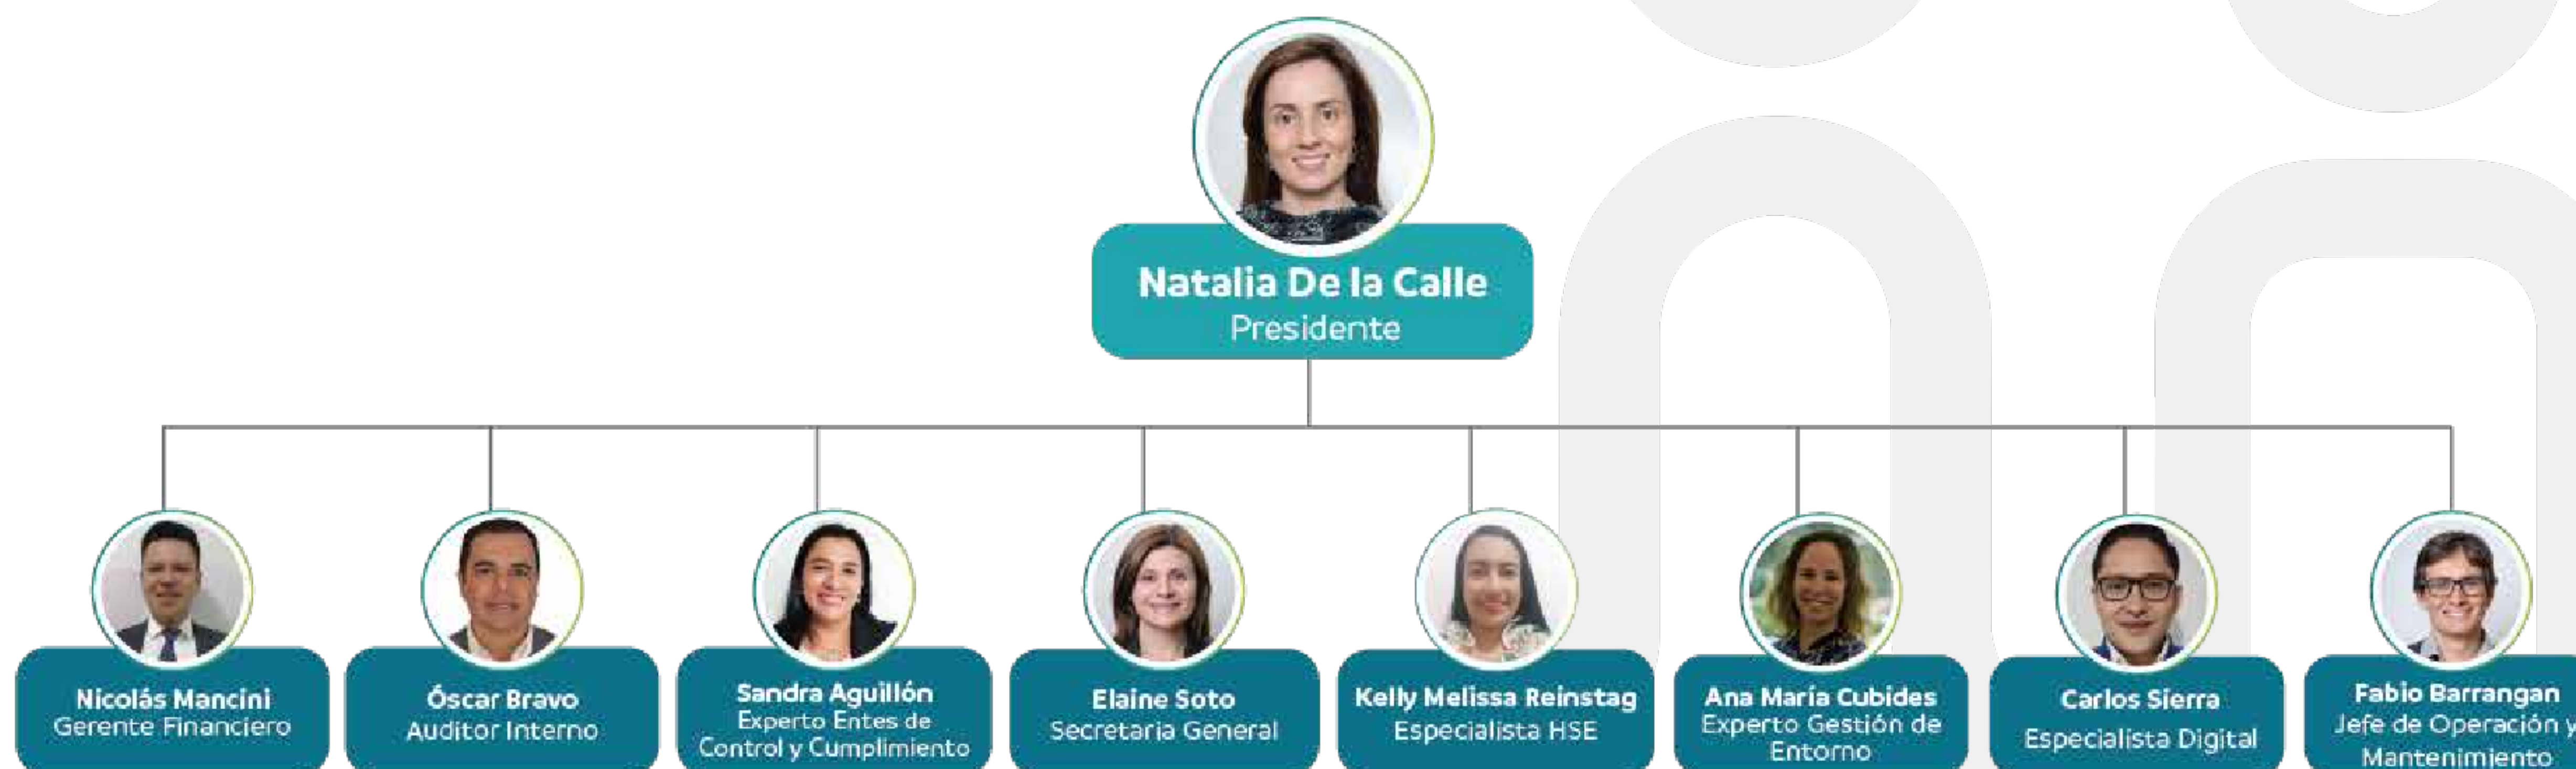 Natalia De la Calle
Presidente
Nicolás Mancini
Gerente Financiero
Óscar Bravo
Auditor Interno
Sandra Aguillón
Experto Entes de
Control y Cumplimiento
Elaine Soto
Secretaria General
Kelly Melissa Reinstag
Especialista HSE
Ana María Cubides
Experto Gestión de
Entorno
Carlos Sierra
Especialista Digital
Fabio Barrangan
Jefe de Operación y
Mantenimiento